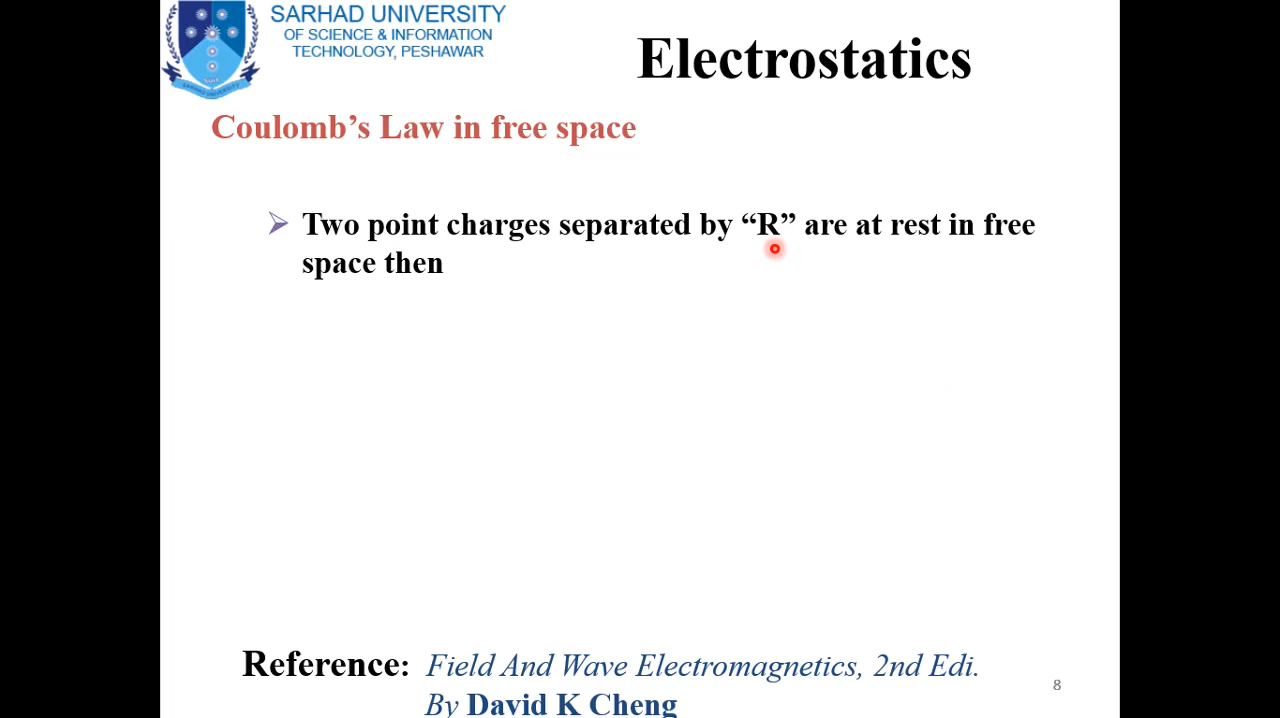 SARHAD UNIVERSITY
OF SCIENCE & INFORMATION
TECHNOLOGY, PESHAWAR
Electrostatics
Coulomb’s Law in free space
Two point charges separated by “R” are at rest in free
space then
Reference: Field And Wave Electromagnetics, 2nd Edi.
By David K Cheng
8